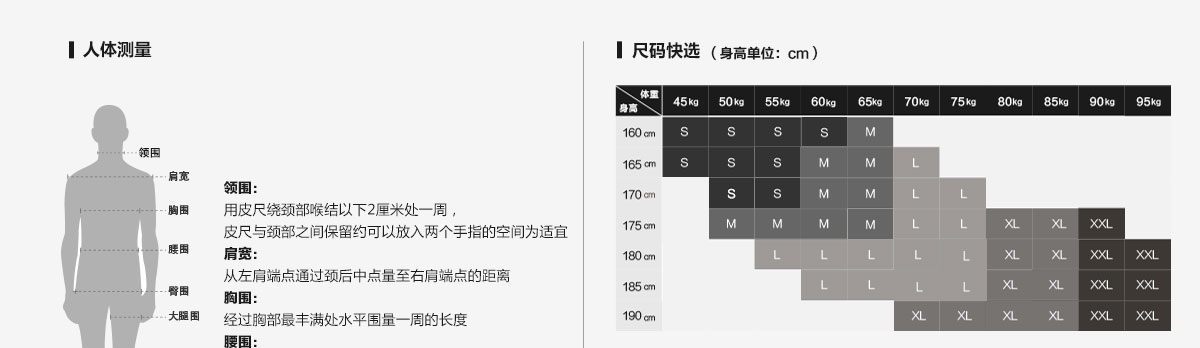 人体测量
领围
肩宽
胸围
腰围
臀围
大腿围
领围：
用皮尺绕颈部喉结以下2厘米处一周，
皮尺与颈部之间保留约可以放入两个手指的空间为适宜
肩宽：
从左肩端点通过颈后中点量至右肩端点的距离
胸围：
经过胸部最丰满处水平围量一周的长度
腰围：
尺码快选（身高单位：cm）
体重
身高 45kg 50kg 55kg 60kg 65kg 70kg 75kg 80kg 85kg 90kg 95kg
160cm S S S S M
165cm S S S M M L
170cm S S M M L L
175cm M M M M L L XL XL XXL
180cm L L L L L XL XL XXL XXL
185cm L L L L XL XL XXL XXL
190cm XL XL XL XL XXL XXL